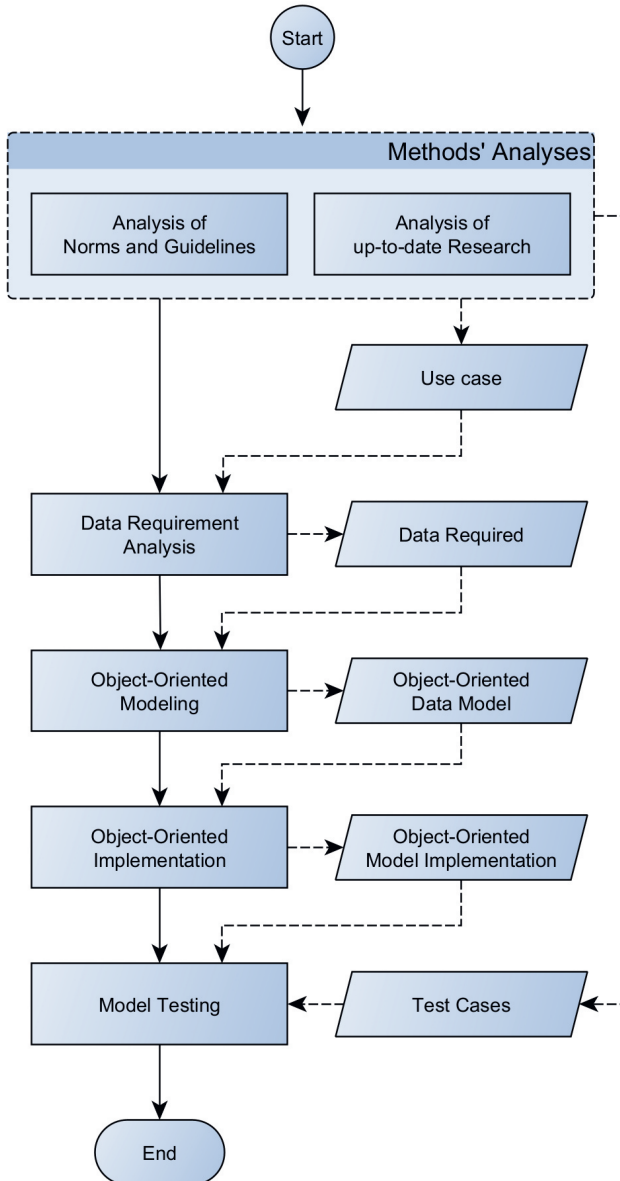 Start
Methods' Analyses
Analysis of
Norms and Guidelines
Analysis of
up-to-date Research
Use case
Data Requirement
Analysis
Data Required
Object-Oriented
Modeling
Object-Oriented
Data Model
Object-Oriented
Implementation
Object-Oriented
Model Implementation
Model Testing
Test Cases
End